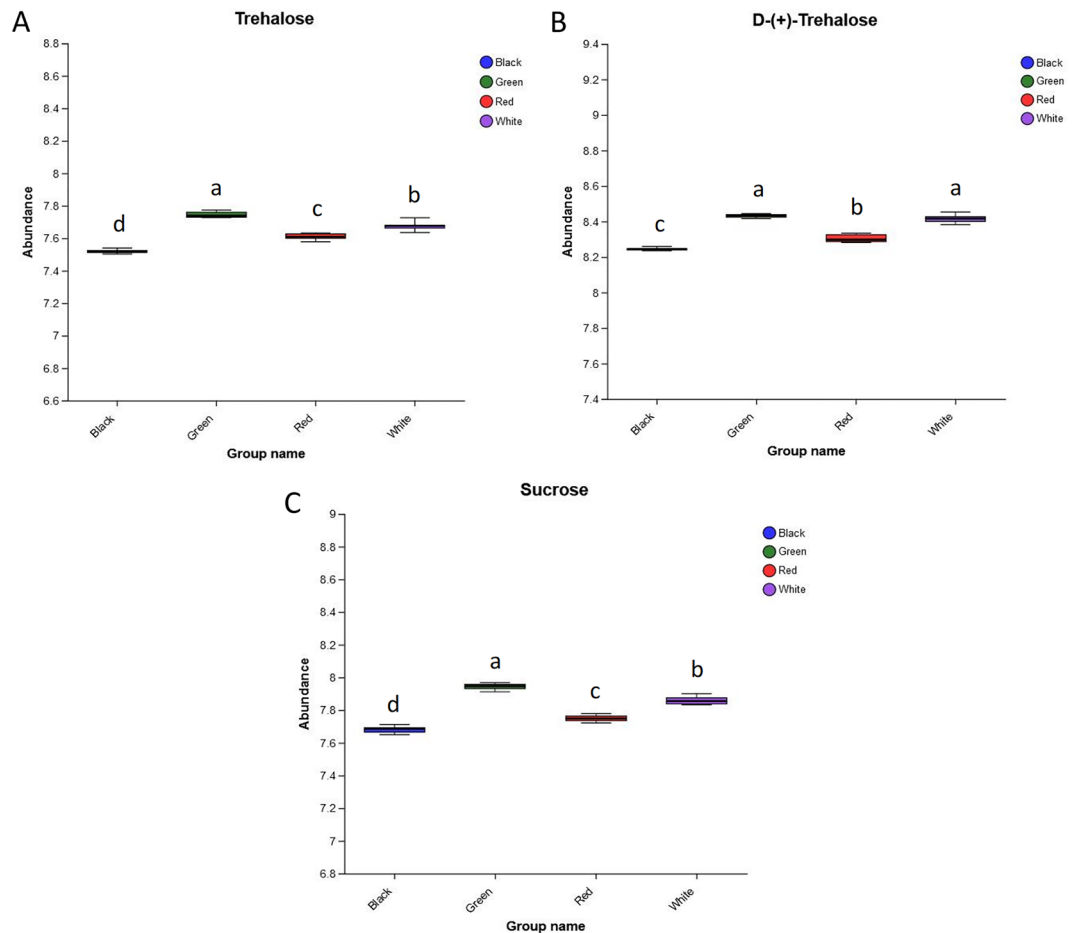 A
Trehalose
8.8
8.6
8.4
8.2
8
7.8
7.6
7.4
7.2
7
6.8
6.6
Abundance
d
a
c
b
Black
Green
Red
White
Group name
Black
Green
Red
White
B
D-(+)-Trehalose
9.4
9.2
9
8.8
8.6
8.4
8.2
8
7.8
7.6
7.4
Abundance
c
a
b
a
Black
Green
Red
White
Group name
Black
Green
Red
White
C
Sucrose
9
8.8
8.6
8.4
8.2
8
7.8
7.6
7.4
7.2
7
6.8
Abundance
d
a
c
b
Black
Green
Red
White
Group name
Black
Green
Red
White